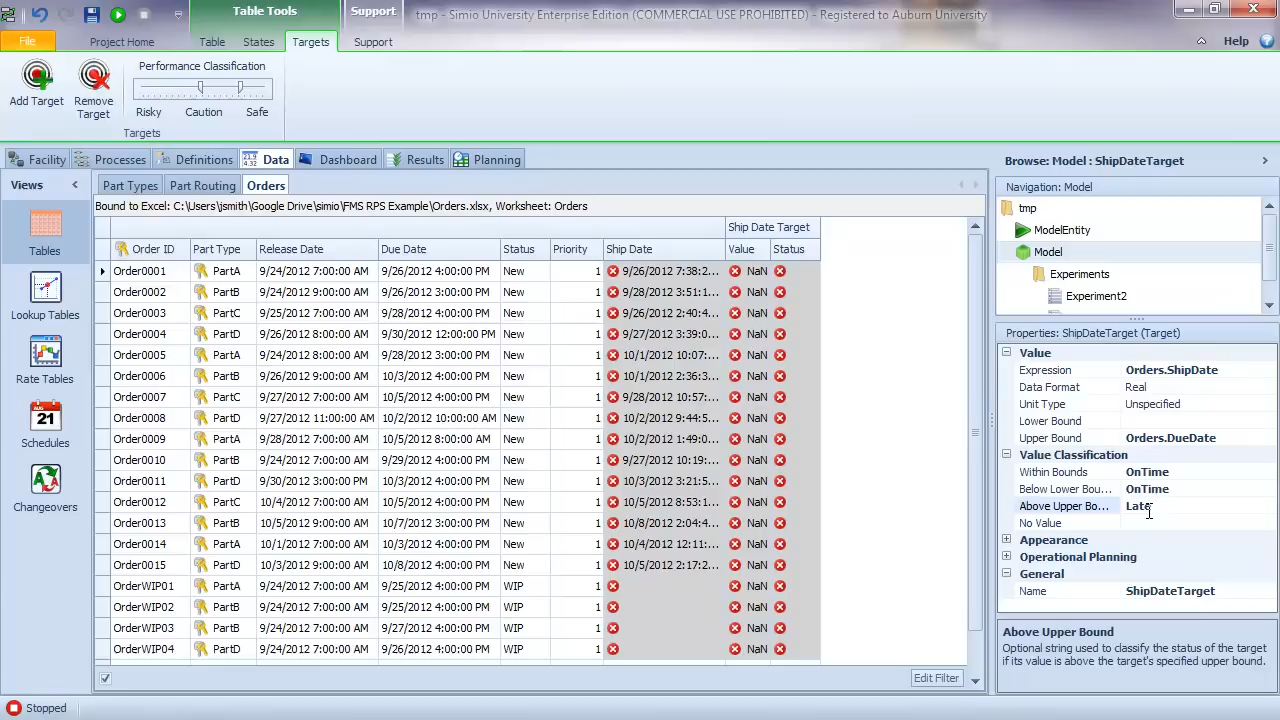 Table Tools
Support
tmp - Simio University Enterprise Edition (COMMERCIAL USE PROHIBITED) - Registered to Auburn University
File
Project Home
Table
States
Targets
Support
Help
Add Target
Remove Target
Performance Classification
Risky
Caution
Safe
Targets
Facility
Processes
Definitions
Data
Dashboard
Results
Planning
Views
Tables
Lookup Tables
Rate Tables
AUG
21
Schedules
Changeovers
Part Types
Part Routing
Orders
Bound to Excel: C:\Users\jsmith\Google Drive\simio\FMS RPS Example\Orders.xlsx, Worksheet: Orders
Ship Date Target
Order ID Part Type Release Date Due Date Status Priority Ship Date Value Status
Order0001 PartA 9/24/2012 7:00:00 AM 9/26/2012 4:00:00 PM New 1 9/26/2012 7:38:2... NaN
Order0002 PartB 9/24/2012 9:00:00 AM 9/26/2012 3:00:00 PM New 1 9/28/2012 3:51:1... NaN
Order0003 PartC 9/25/2012 7:00:00 AM 9/28/2012 4:00:00 PM New 1 9/26/2012 2:40:4... NaN
Order0004 PartD 9/26/2012 8:00:00 AM 9/30/2012 12:00:00 PM New 1 9/27/2012 3:39:0... NaN
Order0005 PartA 9/24/2012 8:00:00 AM 9/28/2012 3:00:00 PM New 1 10/1/2012 10:07:... NaN
Order0006 PartB 9/26/2012 9:00:00 AM 10/3/2012 4:00:00 PM New 1 10/1/2012 2:36:3... NaN
Order0007 PartC 9/27/2012 7:00:00 AM 10/5/2012 4:00:00 PM New 1 9/28/2012 10:57:... NaN
Order0008 PartD 9/27/2012 11:00:00 AM 10/2/2012 10:00:00 AM New 1 10/2/2012 9:44:5... NaN
Order0009 PartA 9/28/2012 7:00:00 AM 10/5/2012 8:00:00 AM New 1 10/2/2012 1:49:0... NaN
Order0010 PartB 9/24/2012 7:00:00 AM 9/29/2012 4:00:00 PM New 1 9/27/2012 10:19:... NaN
Order0011 PartD 9/30/2012 3:00:00 PM 10/6/2012 4:00:00 PM New 1 10/3/2012 3:21:5... NaN
Order0012 PartC 10/4/2012 7:00:00 AM 10/5/2012 4:00:00 PM New 1 10/5/2012 8:53:1... NaN
Order0013 PartB 10/5/2012 9:00:00 AM 10/7/2012 3:00:00 PM New 1 10/8/2012 2:04:4... NaN
Order0014 PartA 10/1/2012 7:00:00 AM 10/3/2012 4:00:00 PM New 1 10/4/2012 12:11:... NaN
Order0015 PartD 10/3/2012 9:00:00 AM 10/8/2012 4:00:00 PM New 1 10/5/2012 2:17:2... NaN
OrderWIP01 PartA 9/24/2012 7:00:00 AM 9/25/2012 4:00:00 PM WIP 1 NaN
OrderWIP02 PartB 9/24/2012 7:00:00 AM 9/25/2012 4:00:00 PM WIP 1 NaN
OrderWIP03 PartB 9/24/2012 7:00:00 AM 9/27/2012 4:00:00 PM WIP 1 NaN
OrderWIP04 PartD 9/24/2012 7:00:00 AM 9/26/2012 4:00:00 PM WIP 1 NaN
Edit Filter
Browse: Model : ShipDateTarget
Navigation: Model
tmp
ModelEntity
Model
Experiments
Experiment2
Properties: ShipDateTarget (Target)
Value
Expression Orders.ShipDate
Data Format Real
Unit Type Unspecified
Lower Bound
Upper Bound Orders.DueDate
Value Classification
Within Bounds OnTime
Below Lower Bou... OnTime
Above Upper Bo... Late
No Value
Appearance
Operational Planning
General
Name ShipDateTarget
Above Upper Bound
Optional string used to classify the status of the target
if its value is above the target's specified upper bound.
Stopped